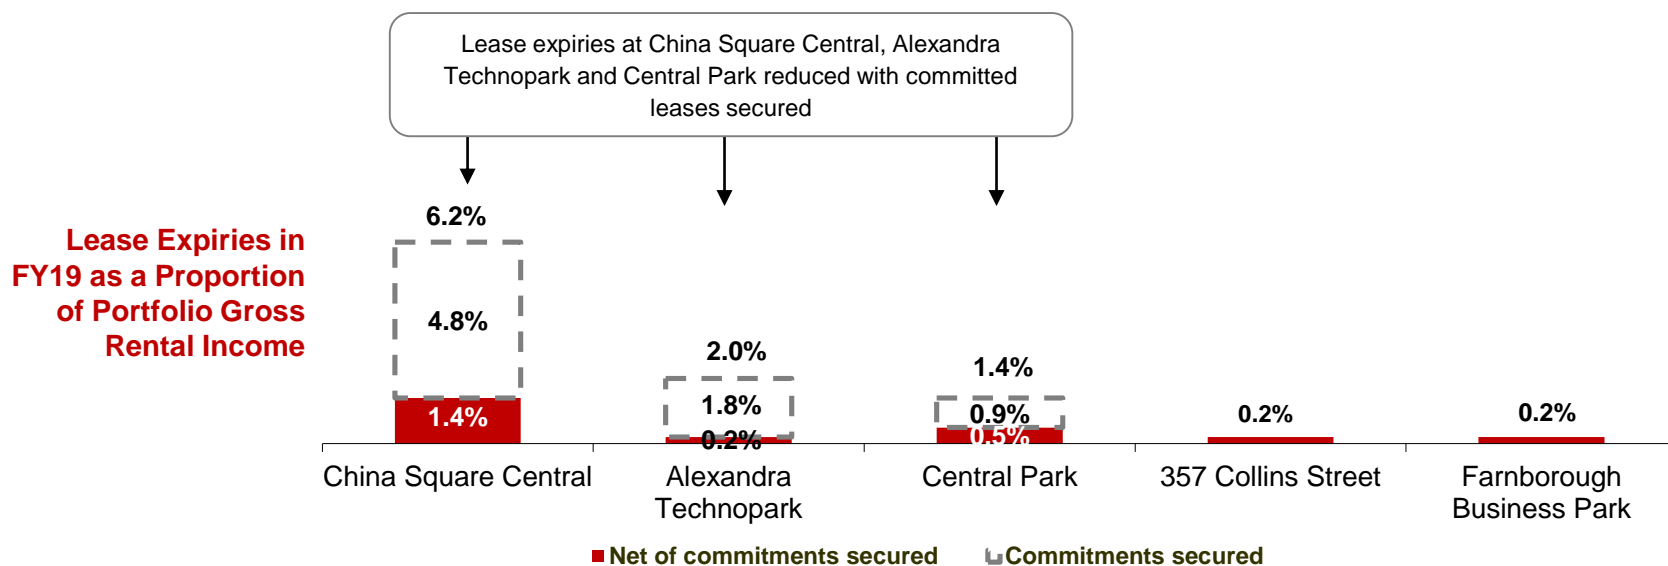 Lease expiries at China Square Central, Alexandra
Technopark and Central Park reduced with committed
leases secured
Lease Expiries in
FY19 as a Proportion
of Portfolio Gross
Rental Income
6.2%
4.8%
1.4%
2.0%
1.8%
0.2%
1.4%
0.9%
0.5%
0.2%
0.2%
China Square Central
Alexandra
Technopark
Central Park
357 Collins Street
Farnborough
Business Park
Net of commitments secured
Commitments secured